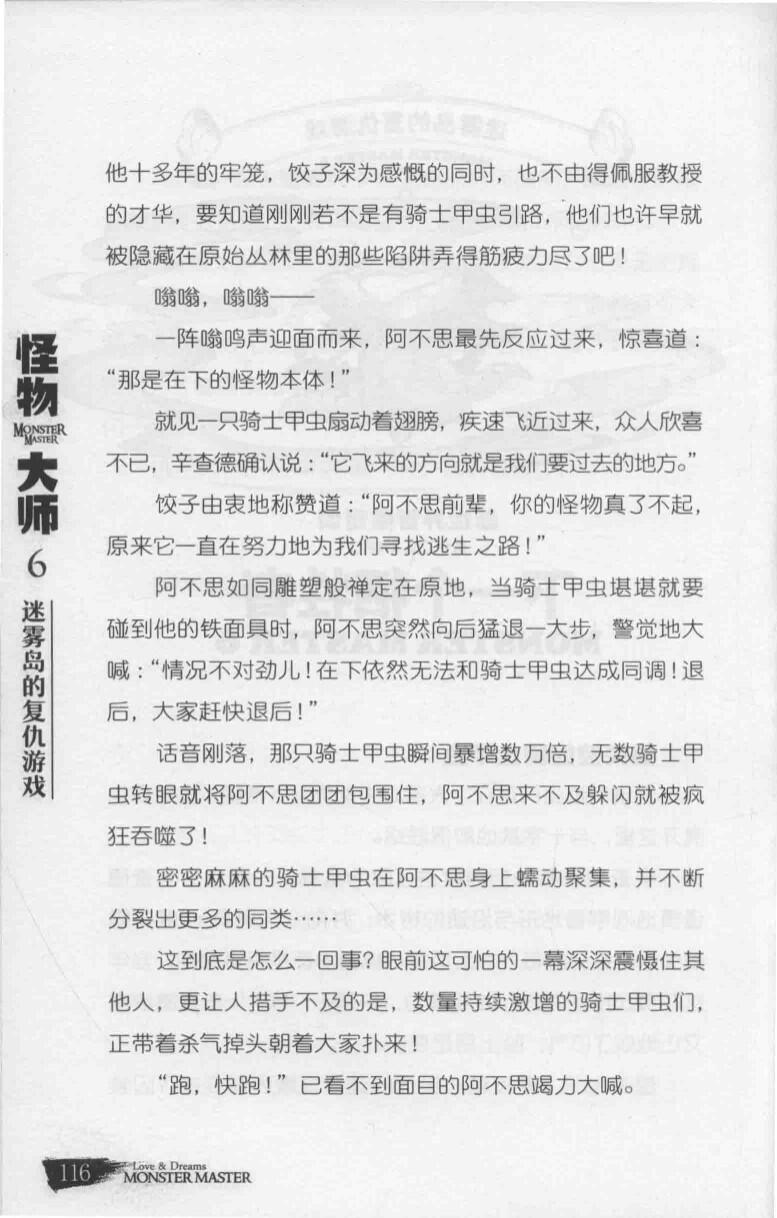 他十多年的牢笼，饺子深为感慨的同时，也不由得佩服教授
的才华，要知道刚刚若不是有骑士甲虫引路，他们也许早就
被隐藏在原始丛林里的那些陷阱弄得筋疲力尽了吧！
嗡嗡，嗡嗡——
一阵嗡鸣声迎面而来，阿不思最先反应过来，惊喜道：
“那是在下的怪物本体！”
就见一只骑士甲虫扇动着翅膀，疾速飞近过来，众人欣喜
不已，辛查德确认说：“它飞来的方向就是我们要过去的地方。”
饺子由衷地称赞道：“阿不思前辈，你的怪物真了不起，
原来它一直在努力地为我们寻找逃生之路！”
阿不思如同雕塑般禅定在原地，当骑士甲虫堪堪就要
碰到他的铁面具时，阿不思突然向后猛退一大步，警觉地大
喊：“情况不对劲儿！在下依然无法和骑士甲虫达成同调！退
后，大家赶快退后！”
话音刚落，那只骑士甲虫瞬间暴增数万倍，无数骑士甲
虫转眼就将阿不思团团包围住，阿不思来不及躲闪就被疯
狂吞噬了！
密密麻麻的骑士甲虫在阿不思身上蠕动聚集，并不断
分裂出更多的同类……
这到底是怎么一回事？眼前这可怕的一幕深深震慑住其
他人，更让人措手不及的是，数量持续激增的骑士甲虫们，
正带着杀气掉头朝着大家扑来！
“跑，快跑！”已看不到面目的阿不思竭力大喊。
怪物
MONSTER
MASTER
大师
6
迷雾岛的复仇游戏
116
Love & Dreams
MONSTER MASTER